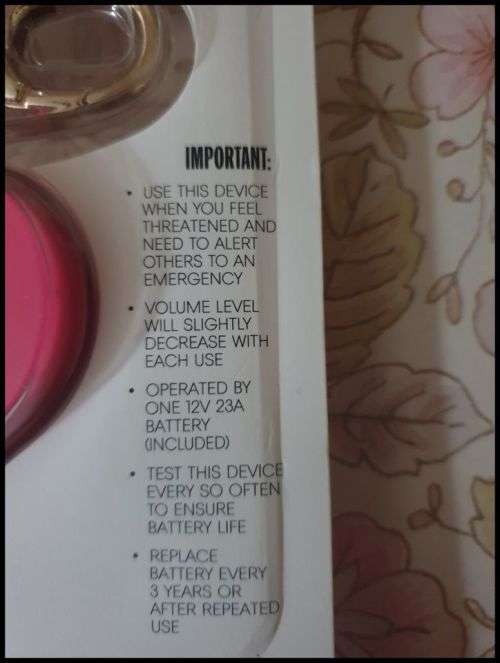 IMPORTANT:
• USE THIS DEVICE
WHEN YOU FEEL
THREATENED AND
NEED TO ALERT
OTHERS TO AN
EMERGENCY
• VOLUME LEVEL
WILL SLIGHTLY
DECREASE WITH
EACH USE
• OPERATED BY
ONE 12V 23A
BATTERY
(INCLUDED)
• TEST THIS DEVICE
EVERY SO OFTEN
TO ENSURE
BATTERY LIFE
• REPLACE
BATTERY EVERY
3 YEARS OR
AFTER REPEATED
USE